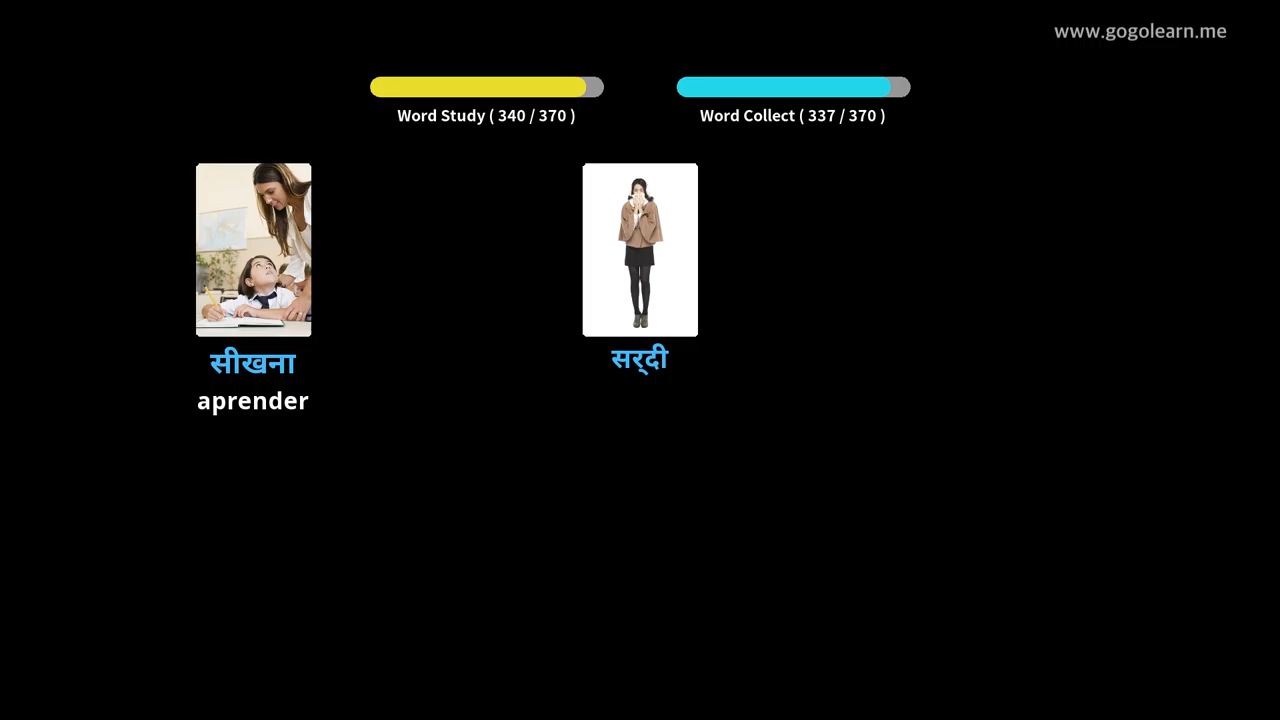 www.gogolearn.me
Word Study ( 340 / 370 )
Word Collect ( 337 / 370 )
सीखना
aprender
सर्‌दी